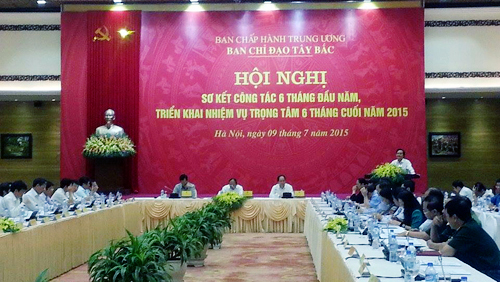 BAN CHẤP HÀNH TRUNG ƯƠNG
BAN CHỈ ĐẠO TÂY BẮC
HỘI NGHỊ
SƠ KẾT CÔNG TÁC 6 THÁNG ĐẦU NĂM,
TRIỂN KHAI NHIỆM VỤ TRỌNG TÂM 6 THÁNG CUỐI NĂM 2015
Hà Nội, ngày 09 tháng 7 năm 2015